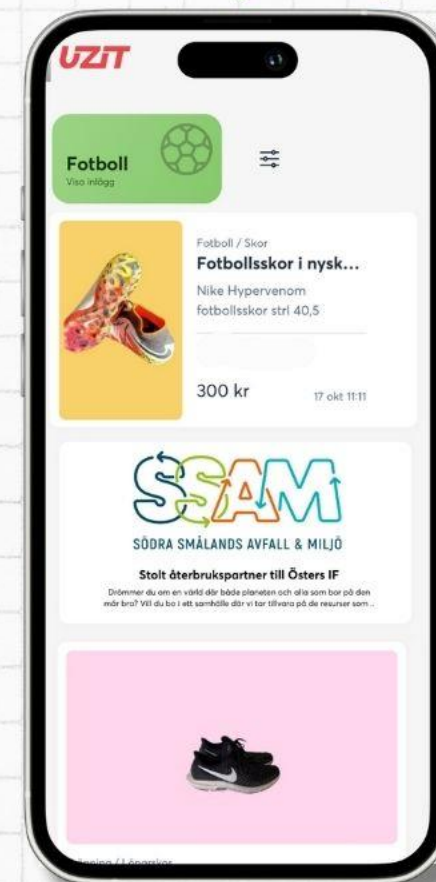 UZIT
Fotboll
Visa inlägg
Fotboll / Skor
Fotbollsskor i nysk...
Nike Hypervenom
fotbollsskor strl 40,5
300 kr
17 okt 11:11
SSAM
SÖDRA SMÅLANDS AVFALL & MILJÖ
Stolt återbrukspartner till Östers IF
Drömmer du om en värld där både planeten och alla som bor på den
mår bra? Vill du bo i ett samhälle där vi tar tillvara på de resurser som ..
/ Löparskor